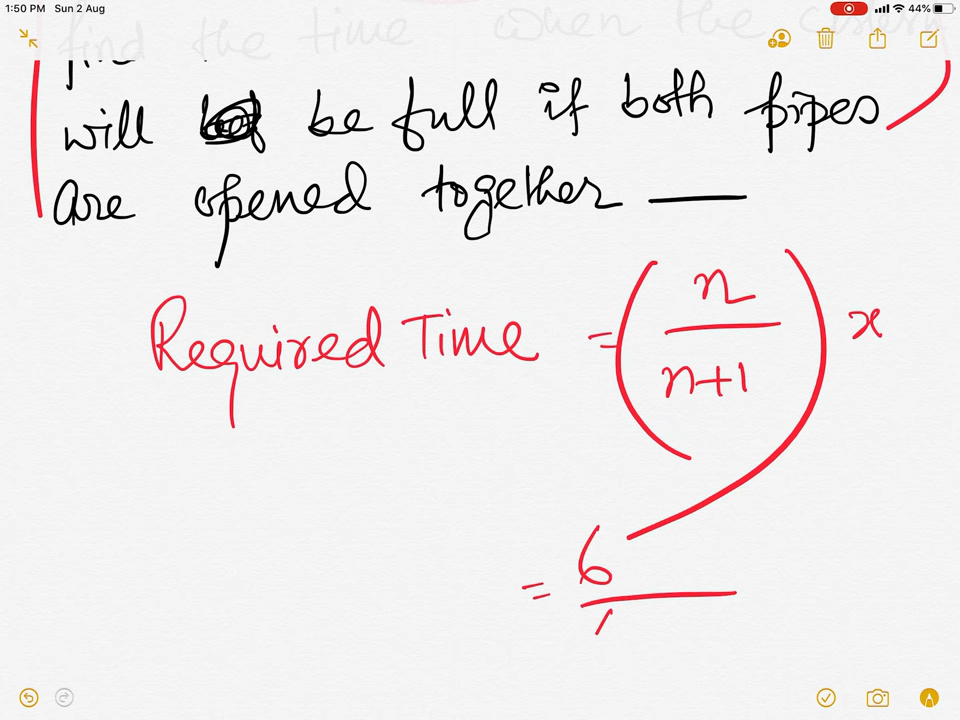 1:50 PM Sun 2 Aug
44%
find the time when the cistern
will be full if both pipes
are opened together —
Required Time = (n/n+1) x
= 6/